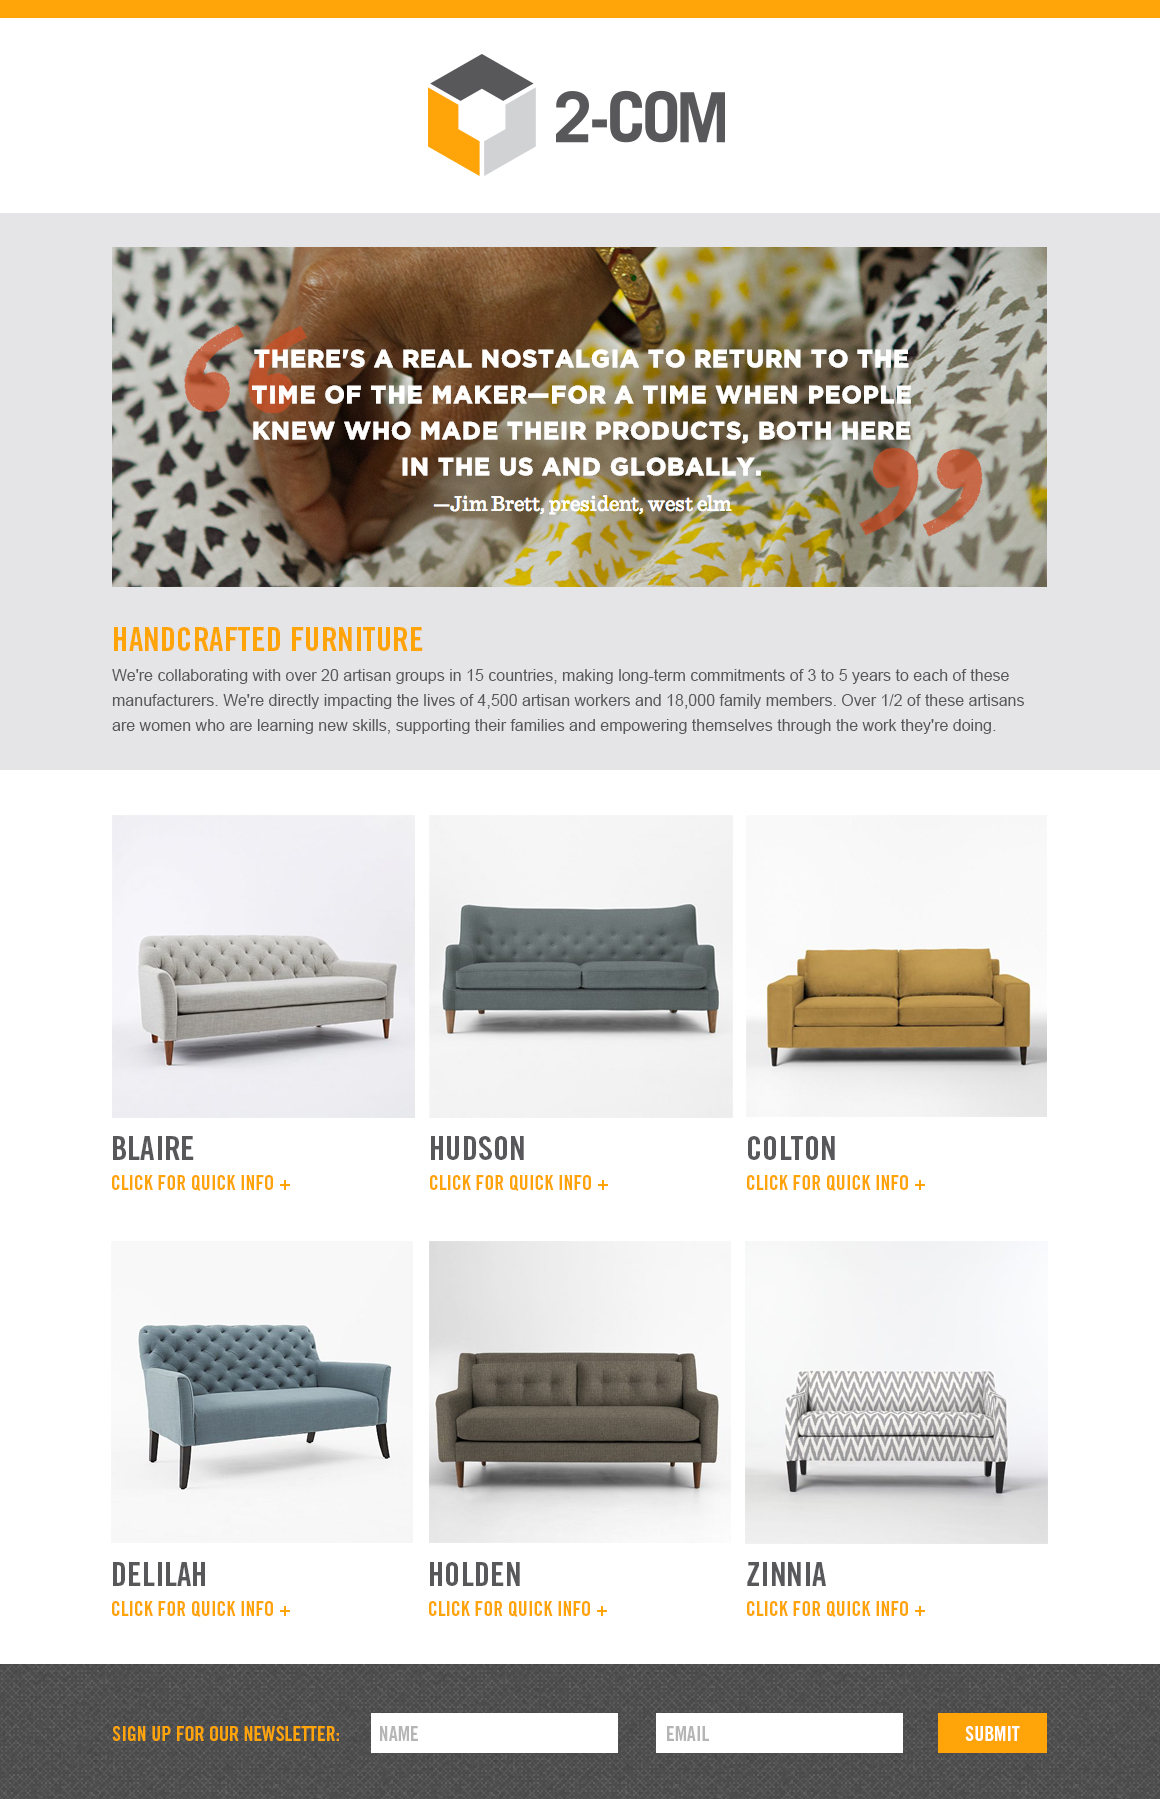 2-COM
THERE'S A REAL NOSTALGIA TO RETURN TO THE
TIME OF THE MAKER—FOR A TIME WHEN PEOPLE
KNEW WHO MADE THEIR PRODUCTS, BOTH HERE
IN THE US AND GLOBALLY.
—Jim Brett, president, west elm
HANDCRAFTED FURNITURE
We're collaborating with over 20 artisan groups in 15 countries, making long-term commitments of 3 to 5 years to each of these
manufacturers. We're directly impacting the lives of 4,500 artisan workers and 18,000 family members. Over 1/2 of these artisans
are women who are learning new skills, supporting their families and empowering themselves through the work they're doing.
BLAIRE
CLICK FOR QUICK INFO +
HUDSON
CLICK FOR QUICK INFO +
COLTON
CLICK FOR QUICK INFO +
DELILAH
CLICK FOR QUICK INFO +
HOLDEN
CLICK FOR QUICK INFO +
ZINNIA
CLICK FOR QUICK INFO +
SIGN UP FOR OUR NEWSLETTER:
NAME
EMAIL
SUBMIT